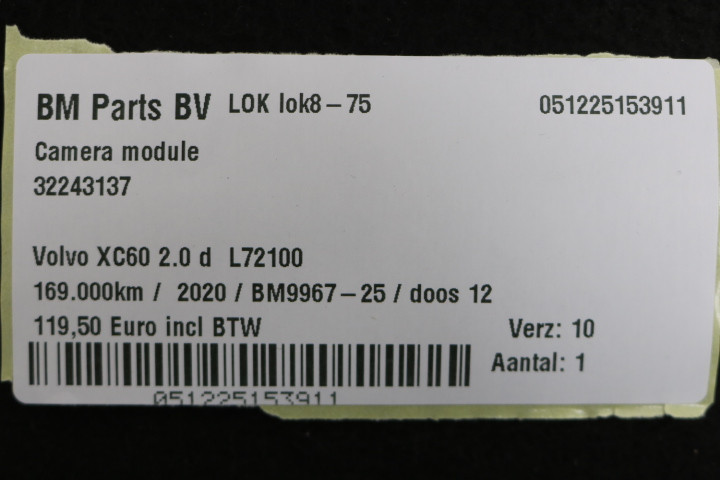 BM Parts BV LOK lok8-75 051225153911
Camera module
32243137
Volvo XC60 2.0 d L72100
169.000km / 2020 / BM9967-25 / doos 12
119,50 Euro incl BTW Verz: 10
Aantal: 1
051225153911